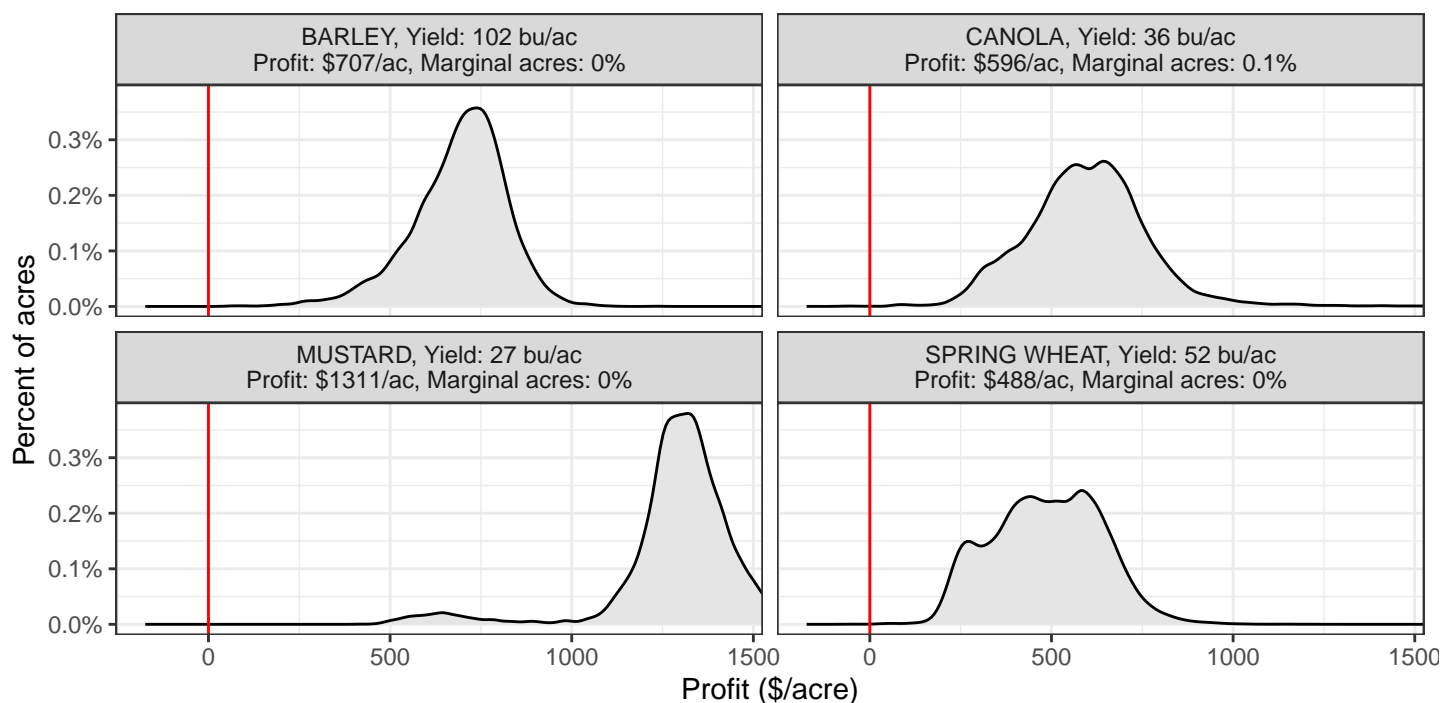 BARLEY, Yield: 102 bu/ac
Profit: $707/ac, Marginal acres: 0%
CANOLA, Yield: 36 bu/ac
Profit: $596/ac, Marginal acres: 0.1%
0.3%
0.2%
0.1%
0.0%
MUSTARD, Yield: 27 bu/ac
Profit: $1311/ac, Marginal acres: 0%
SPRING WHEAT, Yield: 52 bu/ac
Profit: $488/ac, Marginal acres: 0%
0.3%
0.2%
0.1%
0.0%
Percent of acres
0 500 1000 1500
0 500 1000 1500
Profit ($/acre)